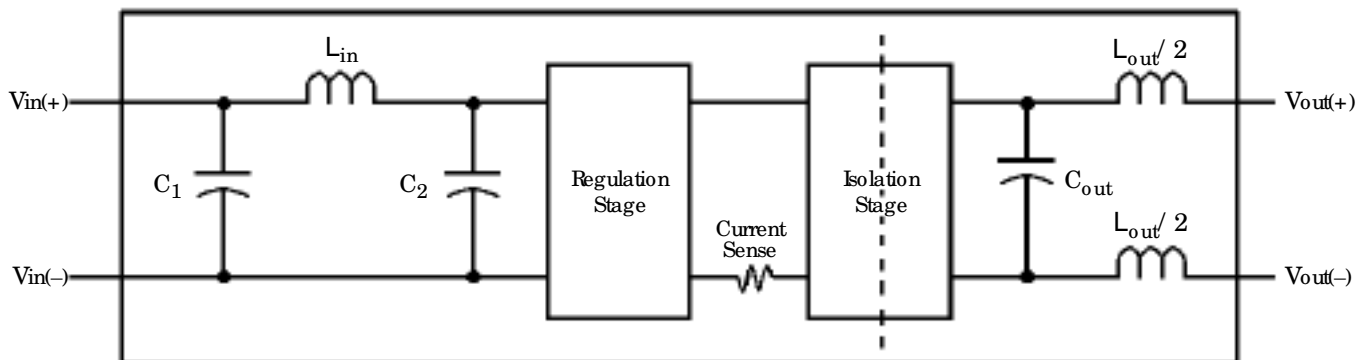 Lin
Lout/ 2
Vin(+)
Vout(+)
C1
C2
Regulation
Stage
Isolation
Stage
Cout
Current
Sense
Lout/ 2
Vin(–)
Vout(–)